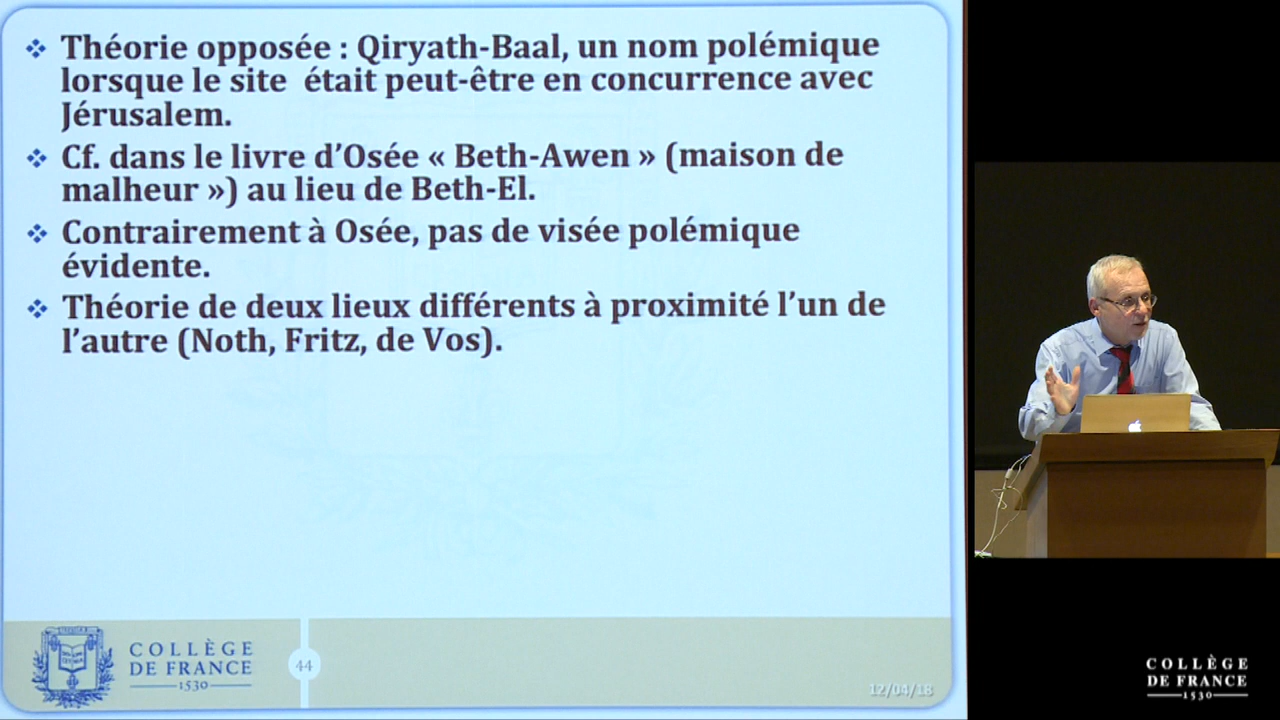 Théorie opposée : Qiryath-Baal, un nom polémique
lorsque le site était peut-être en concurrence avec
Jérusalem.
Cf. dans le livre d’Osée « Beth-Awen » (maison de
malheur ») au lieu de Beth-El.
Contrairement à Osée, pas de visée polémique
évidente.
Théorie de deux lieux différents à proximité l’un de
l’autre (Noth, Fritz, de Vos).
COLLÈGE
DE FRANCE
1530
44
12/04/18
COLLÈGE
DE FRANCE
1530